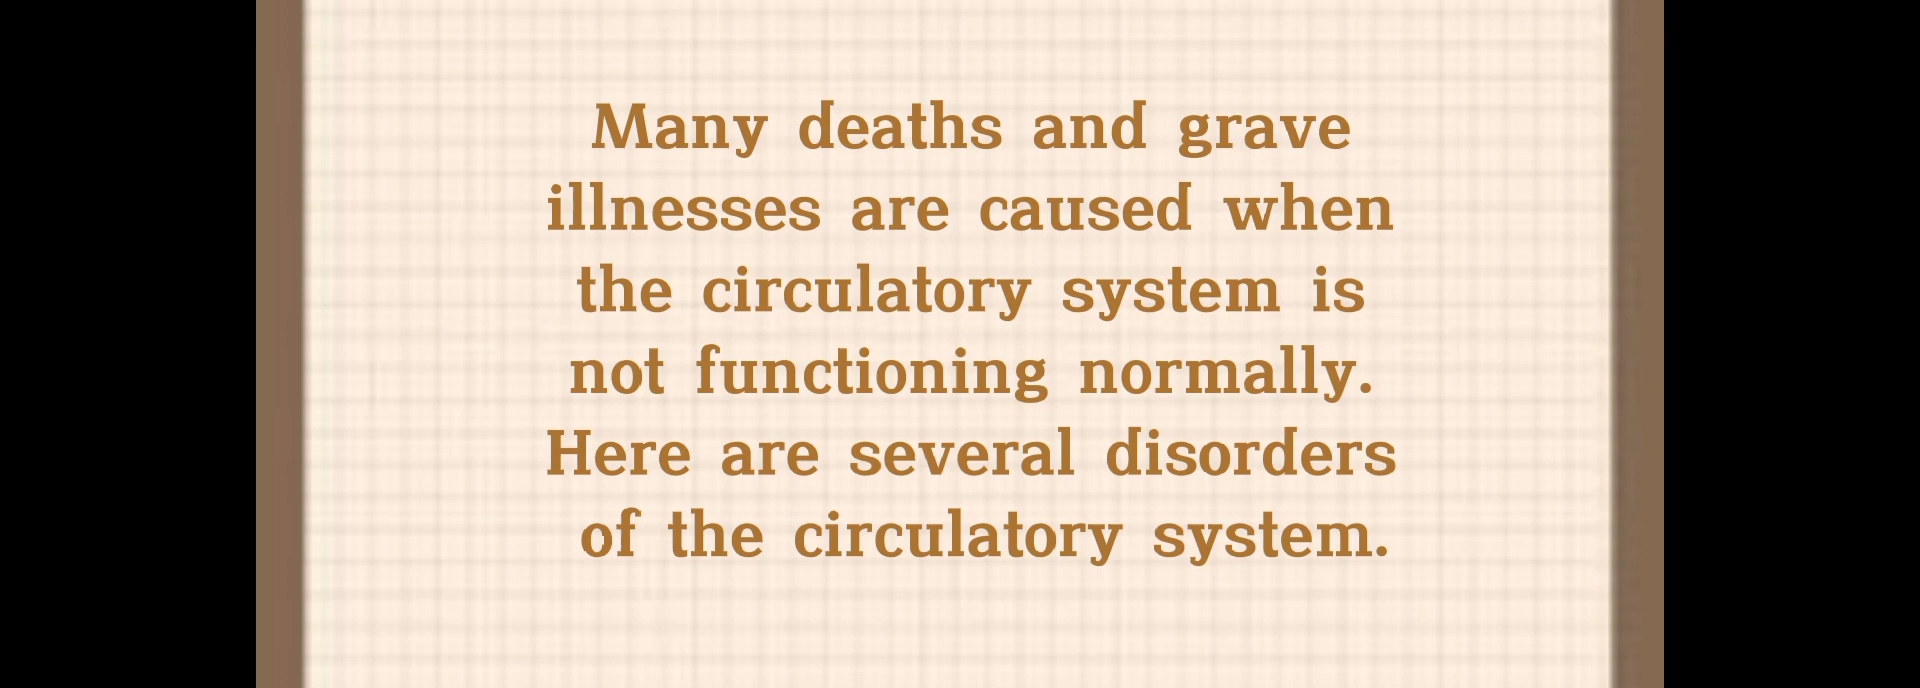 Many deaths and grave
illnesses are caused when
the circulatory system is
not functioning normally.
Here are several disorders
of the circulatory system.